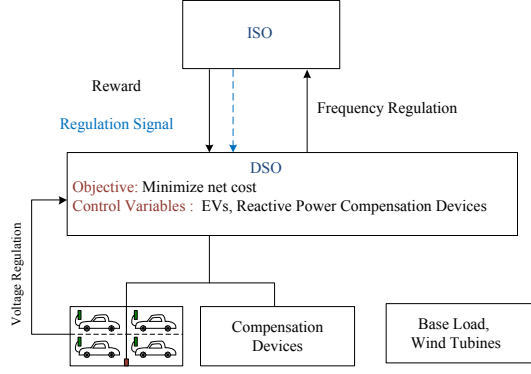 ISO
Reward
Regulation Signal
Frequency Regulation
DSO
Objective: Minimize net cost
Control Variables : EVs, Reactive Power Compensation Devices
Voltage Regulation
Compensation
Devices
Base Load,
Wind Tubines